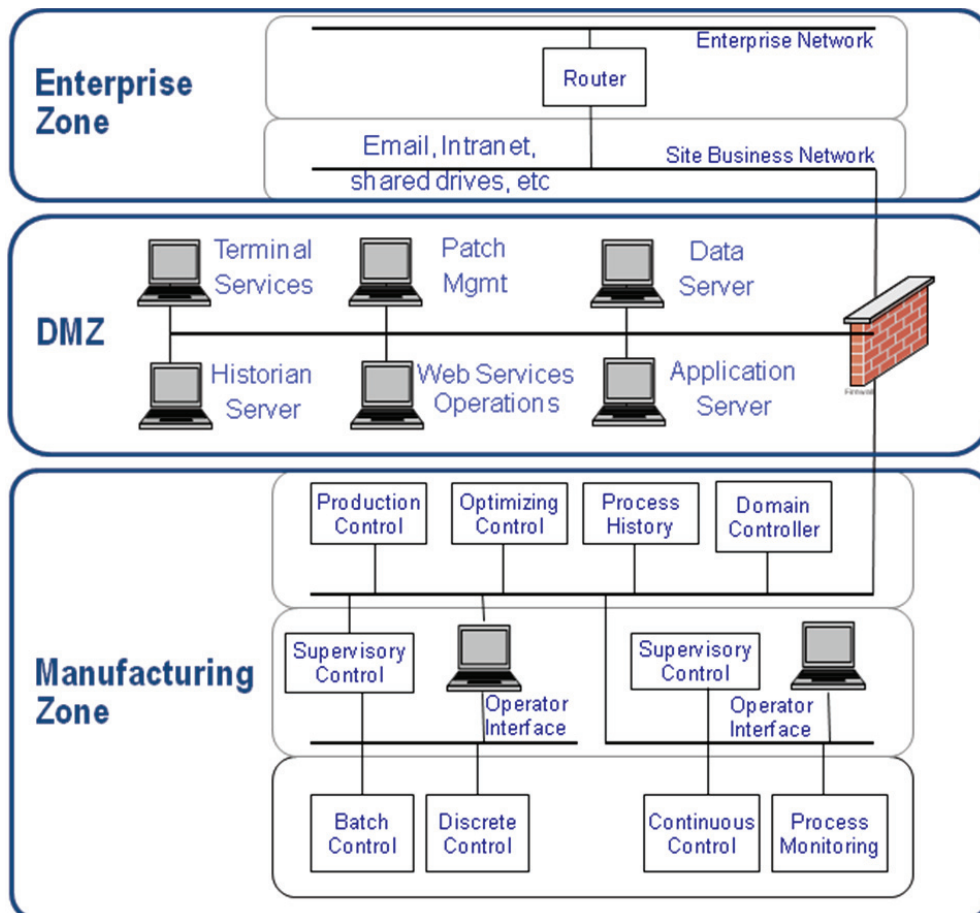 Enterprise
Zone
Enterprise Network
Router
Email, Intranet,
shared drives, etc
Site Business Network
DMZ
Terminal
Services
Patch
Mgmt
Data
Server
Historian
Server
Web Services
Operations
Application
Server
Firewall
Manufacturing
Zone
Production
Control
Optimizing
Control
Process
History
Domain
Controller
Supervisory
Control
Operator
Interface
Supervisory
Control
Operator
Interface
Batch
Control
Discrete
Control
Continuous
Control
Process
Monitoring